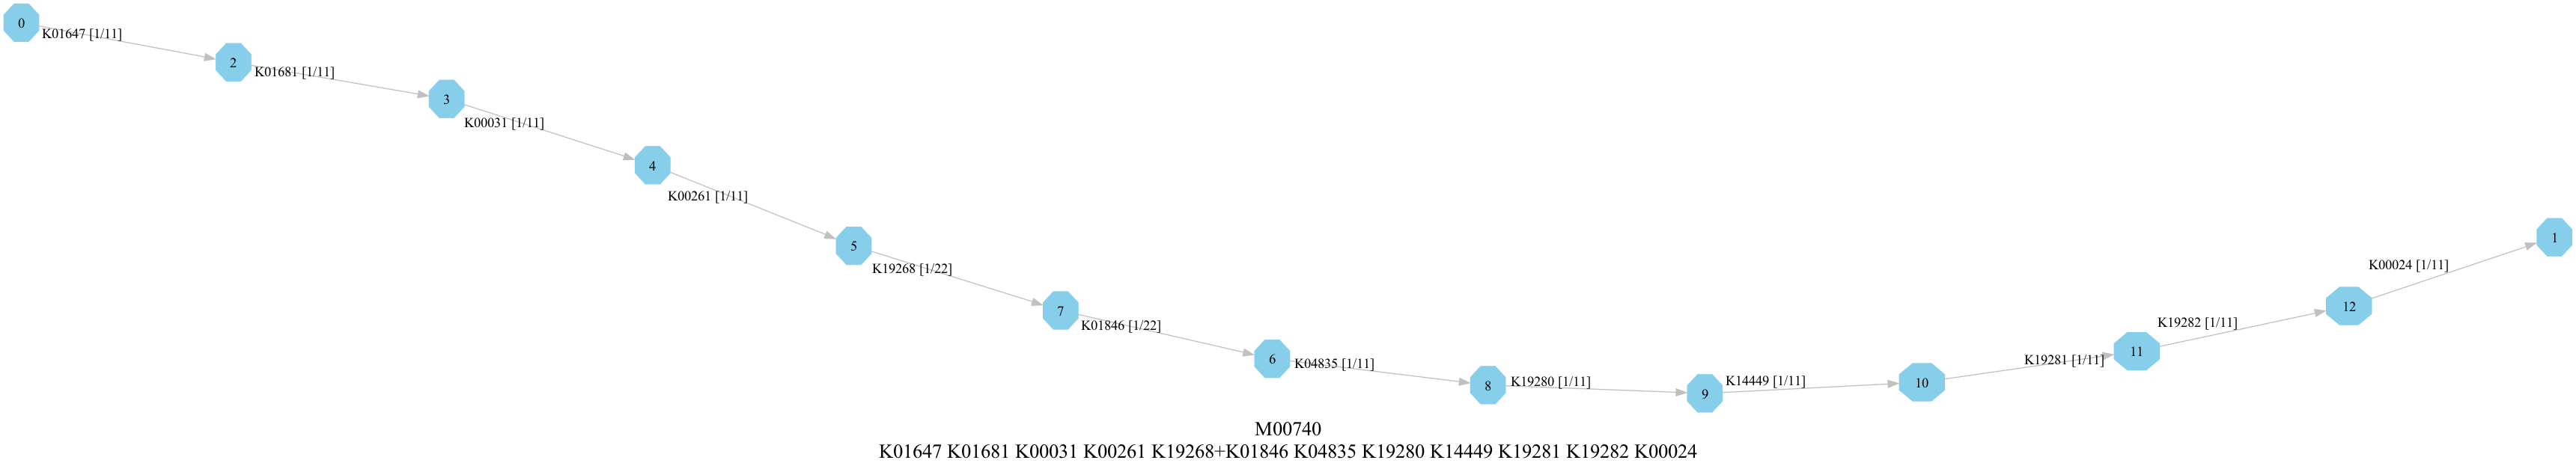 0
K01647 [1/11]
2
K01681 [1/11]
3
K00031 [1/11]
4
K00261 [1/11]
5
K19268 [1/22]
7
K01846 [1/22]
6
K04835 [1/11]
8
K19280 [1/11]
9
K14449 [1/11]
10
K19281 [1/11]
11
K19282 [1/11]
12
K00024 [1/11]
1
M00740
K01647 K01681 K00031 K00261 K19268+K01846 K04835 K19280 K14449 K19281 K19282 K00024